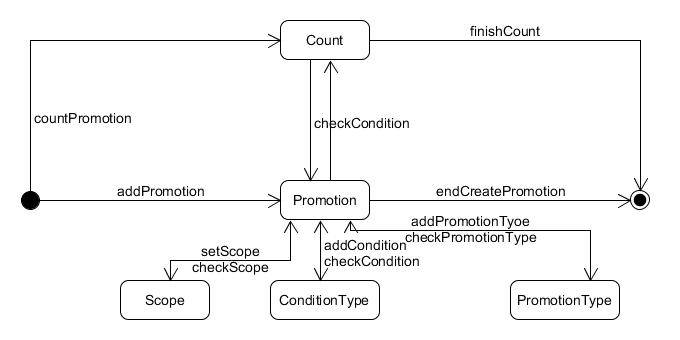 Count
finishCount
countPromotion
checkCondition
addPromotion
Promotion
endCreatePromotion
setScope
checkScope
addCondition
checkCondition
addPromotionTyoe
checkPromotionType
Scope
ConditionType
PromotionType